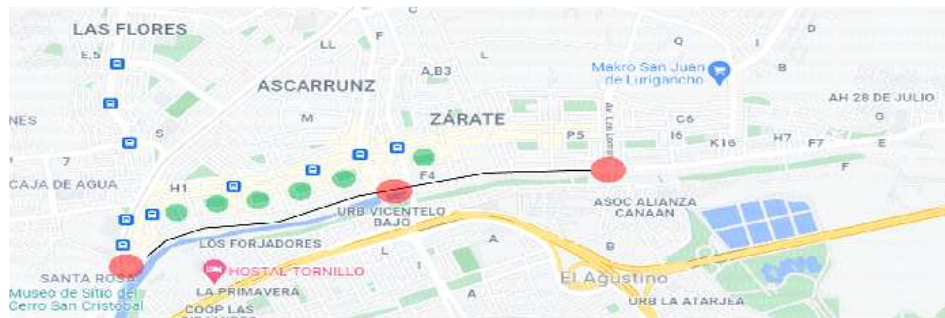 C
D
LAS FLORES
F
LL
L
Q
I
E,5
A,B3
Makro San Juan
de Lurigancho
B
ASCARRUNZ
AH 28 DE JULIO
NES
M
ZÁRATE
C6
G
S
P5
Av. Los
I6
K16
H7
F7
E
7
CAJA DE AGUA
H1
F4
F
URB VICENTELO
BAJO
ASOC ALIANZA
CANAAN
LOS FORJADORES
A
B
L
SANTA ROSA
HOSTAL TORNILLO
I
El Agustino
Museo de Sitio del
Cerro San Cristóbal
LA PRIMAVERA
A
URB LA ATARJEA
COOP LAS